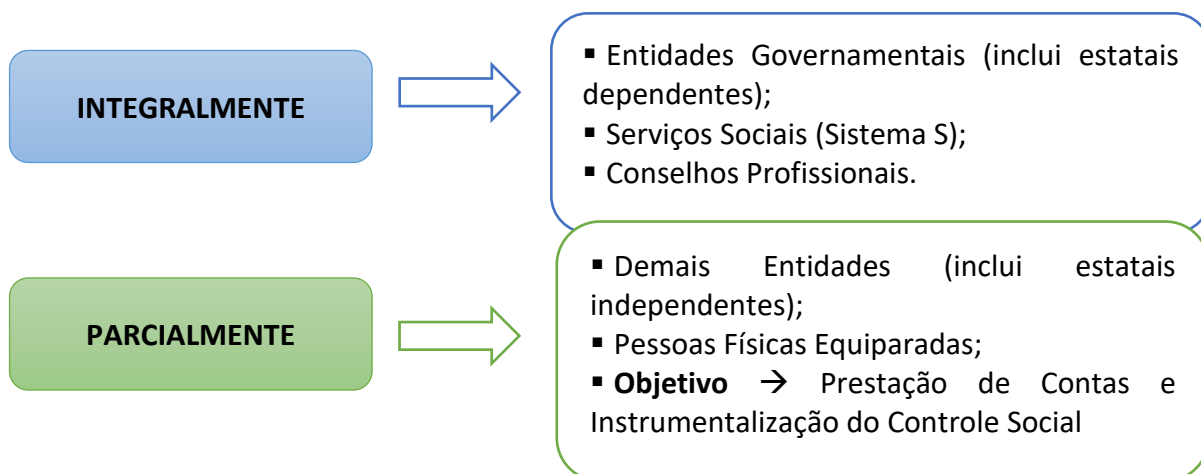 INTEGRALMENTE
▪ Entidades Governamentais (inclui estatais
dependentes);
▪ Serviços Sociais (Sistema S);
▪ Conselhos Profissionais.
PARCIALMENTE
▪ Demais Entidades (inclui estatais
independentes);
▪ Pessoas Físicas Equiparadas;
▪ Objetivo → Prestação de Contas e
Instrumentalização do Controle Social